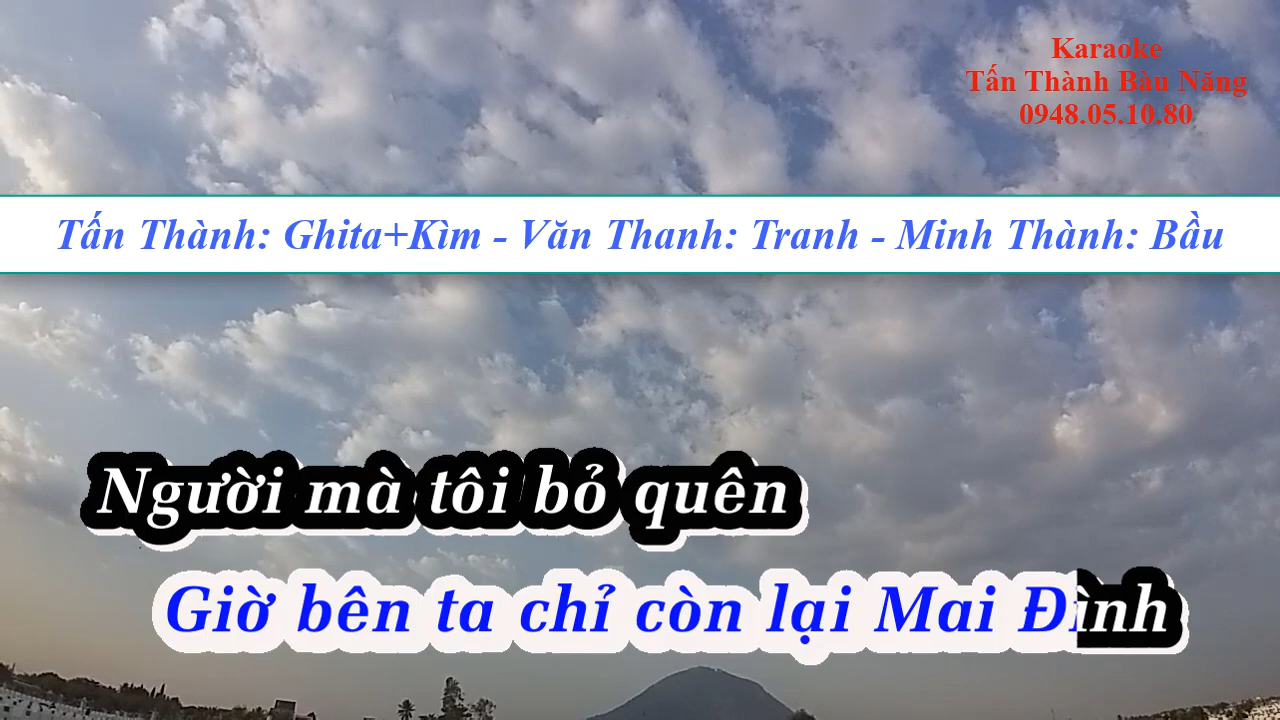 Karaoke
Tấn Thành Bàu Năng
0948.05.10.80
Tấn Thành: Ghita+Kìm - Văn Thanh: Tranh - Minh Thành: Bầu
Người mà tôi bỏ quên
Giờ bên ta chỉ còn lại Mai Đình